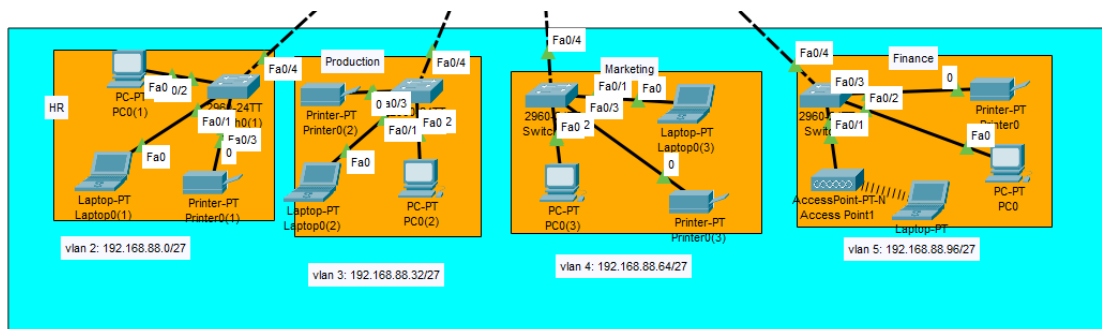 HR
Fa0/4
Fa0
0/2
PC-PT
PC0(1)
Fa0/1
Fa0/3
0
Fa0
Laptop-PT
Laptop0(1)
Printer-PT
Printer0(1)
vlan 2: 192.168.88.0/27
Production
Fa0/4
Printer-PT
Printer0(2)
a0/3
Fa0/1
Fa0
Laptop-PT
Laptop0(2)
PC-PT
PC0(2)
vlan 3: 192.168.88.32/27
Fa0/4
Marketing
Fa0/1
Fa0
Fa0/3
Laptop-PT
Laptop0(3)
Fa0
2
0
PC-PT
PC0(3)
Printer-PT
Printer0(3)
vlan 4: 192.168.88.64/27
Fa0/4
Finance
Fa0/3
Fa0/2
0
Fa0/1
Printer-PT
Printer0
Fa0
PC-PT
PC0
AccessPoint-PT-N
Access Point1
Laptop-PT
vlan 5: 192.168.88.96/27